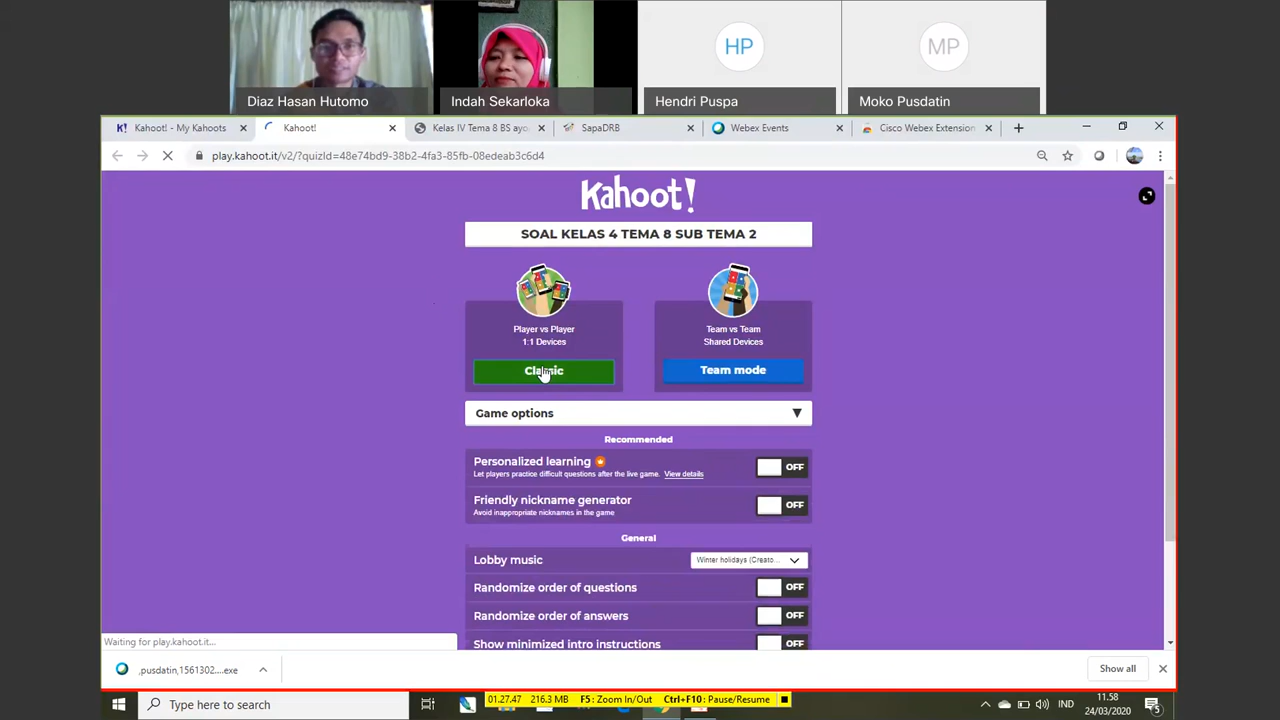 HP
MP
Diaz Hasan Hutomo
Indah Sekarloka
Hendri Puspa
Moko Pusdatin
K! Kahoot! - My Kahoots
Kahoot!
Kelas IV Tema 8 BS ayo
SapaDRB
Webex Events
Cisco Webex Extension
play.kahoot.it/v2/?quizId=48e74bd9-38b2-4fa3-85fb-08edeab3c6d4
Kahoot!
SOAL KELAS 4 TEMA 8 SUB TEMA 2
Player vs Player
1:1 Devices
Classic
Team vs Team
Shared Devices
Team mode
Game options
Recommended
Personalized learning
Let players practice difficult questions after the live game. View details
OFF
Friendly nickname generator
Avoid inappropriate nicknames in the game
OFF
General
Lobby music
Winter holidays (Creato...
Randomize order of questions
OFF
Randomize order of answers
OFF
Show minimized intro instructions
OFF
Waiting for play.kahoot.it...
,pusdatin,1561302....exe
Show all
Type here to search
01.27.47 216.3 MB F5: Zoom In/Out Ctrl+F10: Pause/Resume
IND
11.58
24/03/2020
5